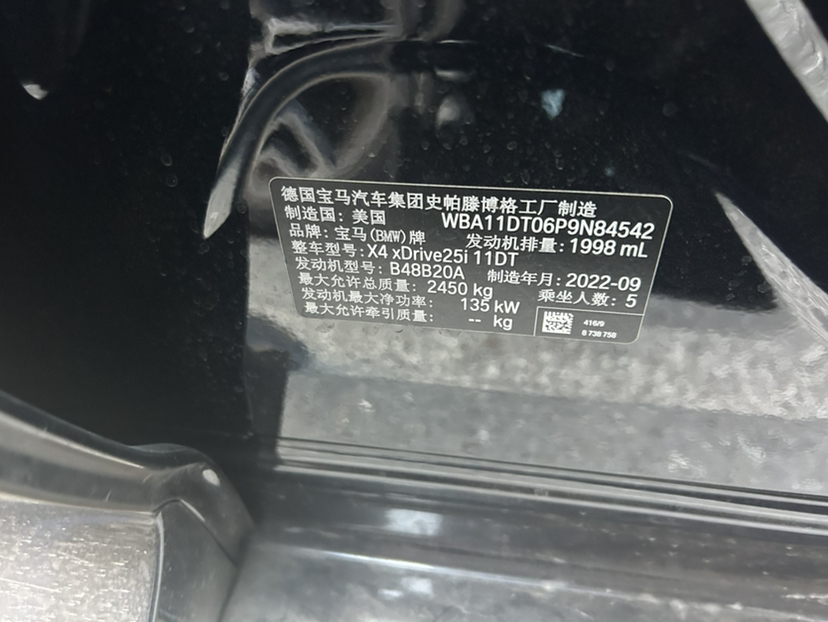 德国宝马汽车集团史帕滕博格工厂制造
制造国: 美国 WBA11DT06P9N84542
品牌: 宝马(BMW)牌 发动机排量: 1998 mL
整车型号: X4 xDrive25i 11DT
发动机型号: B48B20A 制造年月: 2022-09
最大允许总质量: 2450 kg 乘坐人数: 5
发动机最大净功率: 135 kW
最大允许牵引质量: -- kg
416/9
8 738 758